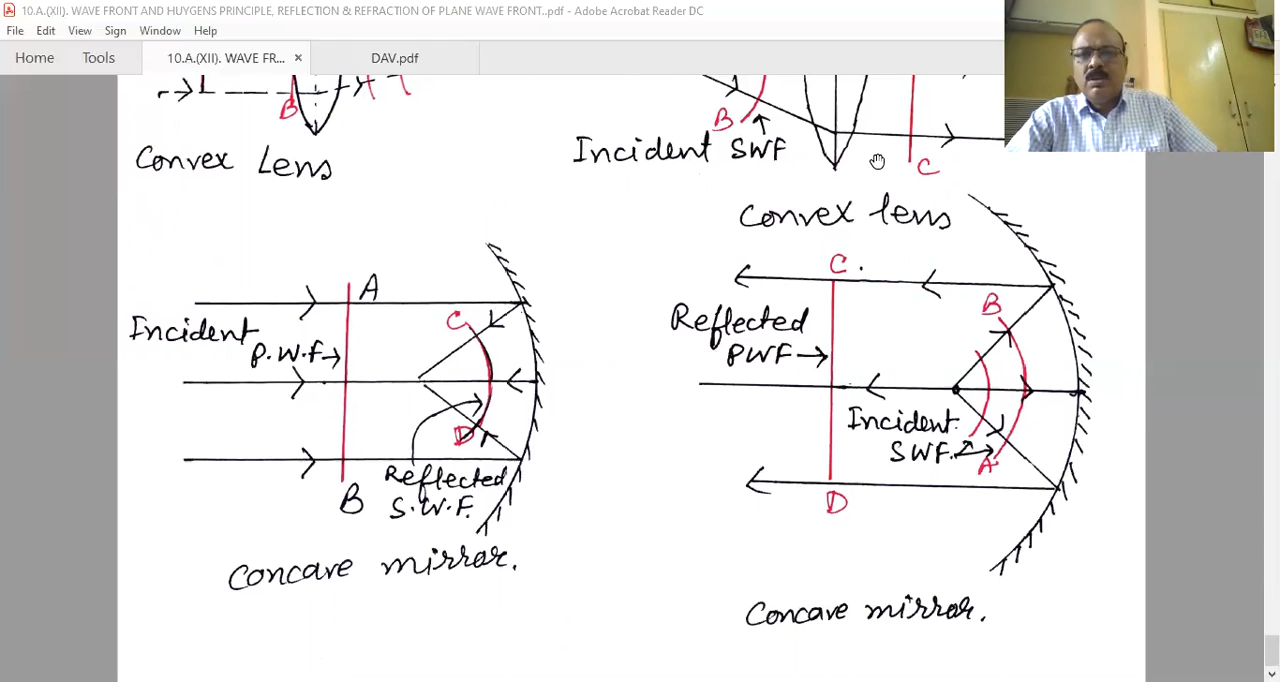 10.A.(XII). WAVE FRONT AND HUYGENS PRINCIPLE, REFLECTION & REFRACTION OF PLANE WAVE FRONT..pdf - Adobe Acrobat Reader DC
File Edit View Sign Window Help
Home Tools 10.A.(XII). WAVE FR... × DAV.pdf
B
Convex Lens
B
Incident SWF
C
Convex lens
A
Incident
P.W.F→
C
D
B
Reflected
S.W.F.
Concave mirror.
C
Reflected
PWF→
B
Incident
SWF.
A
D
Concave mirror.